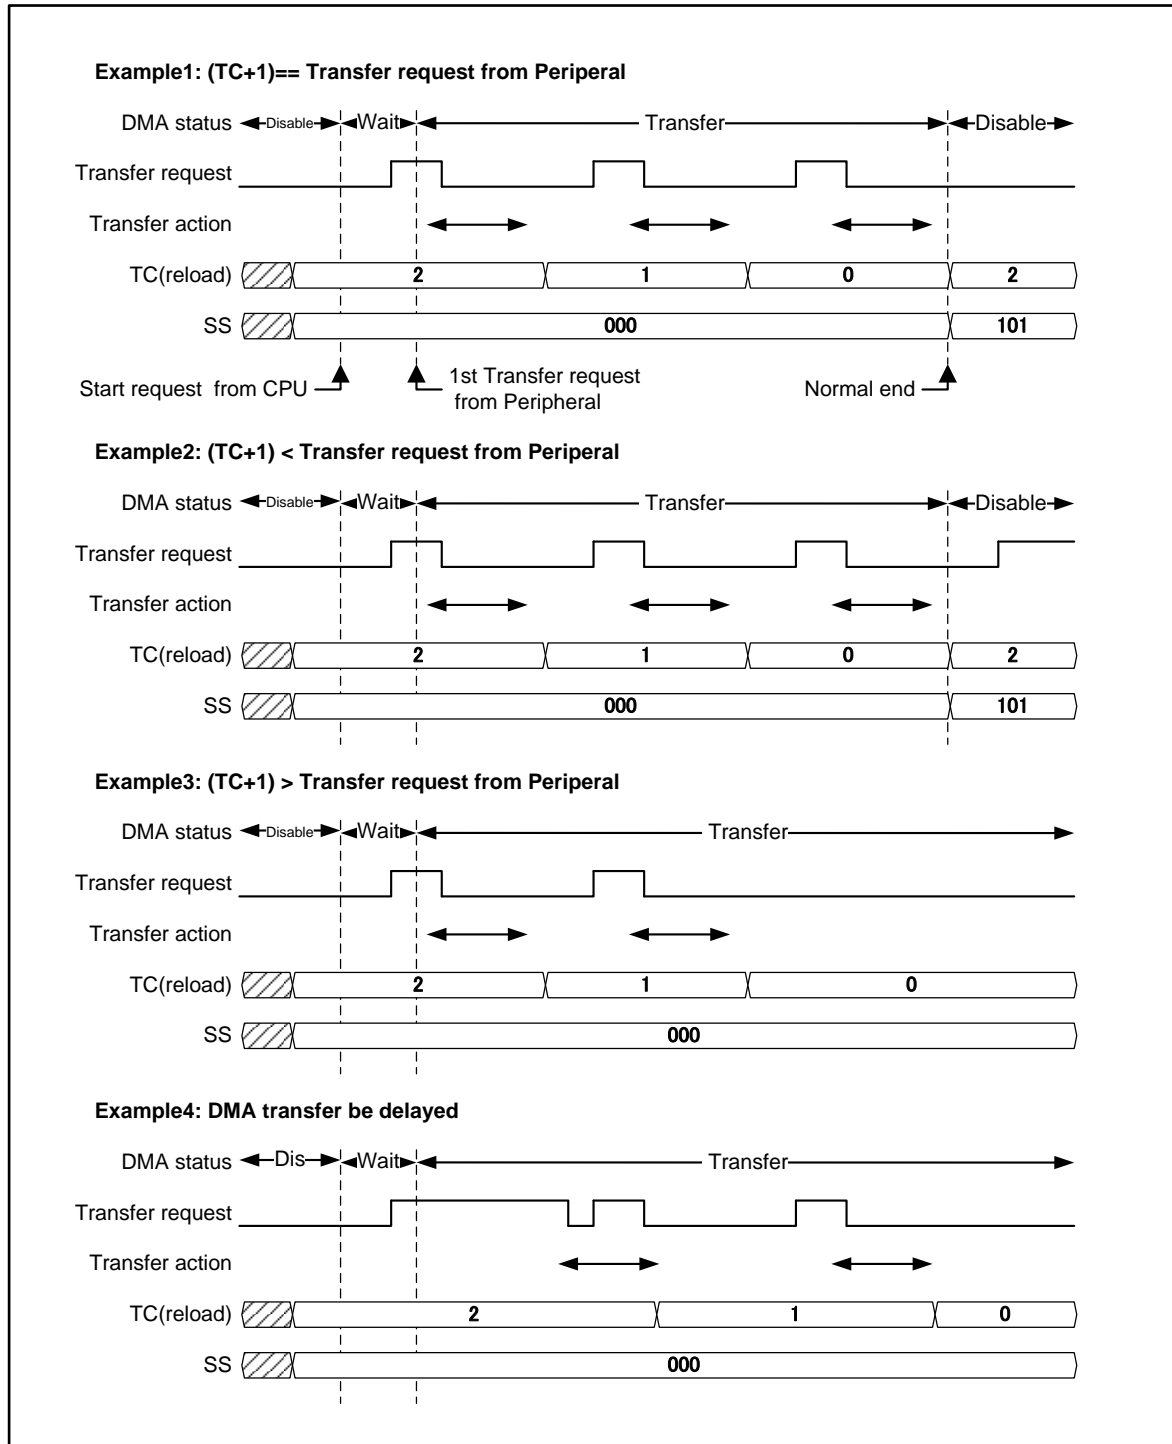 Example1: (TC+1)== Transfer request from Periperal
DMA status Disable Wait Transfer Disable
Transfer request
Transfer action
TC(reload) 2 1 0 2
SS 000 101
Start request from CPU 1st Transfer request from Peripheral Normal end
Example2: (TC+1) < Transfer request from Periperal
DMA status Disable Wait Transfer Disable
Transfer request
Transfer action
TC(reload) 2 1 0 2
SS 000 101
Example3: (TC+1) > Transfer request from Periperal
DMA status Disable Wait Transfer
Transfer request
Transfer action
TC(reload) 2 1 0
SS 000
Example4: DMA transfer be delayed
DMA status Dis Wait Transfer
Transfer request
Transfer action
TC(reload) 2 1 0
SS 000